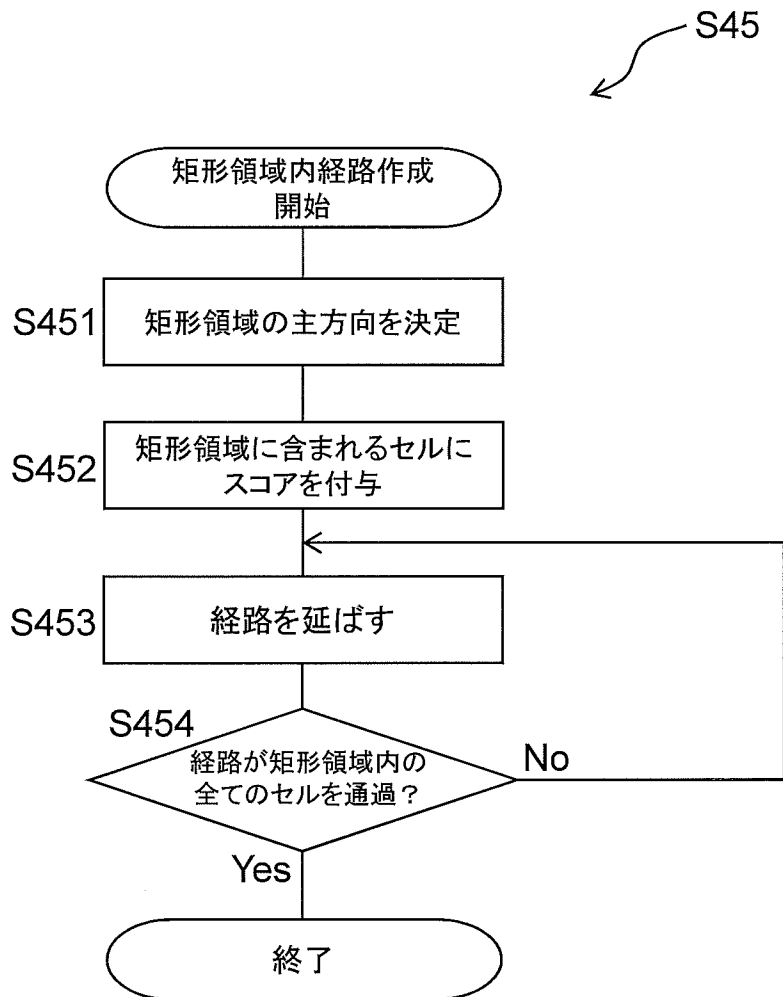 S45
矩形領域内経路作成
開始
S451
矩形領域の主方向を決定
S452
矩形領域に含まれるセルに
スコアを付与
S453
経路を延ばす
S454
経路が矩形領域内の
全てのセルを通過？
No
Yes
終了